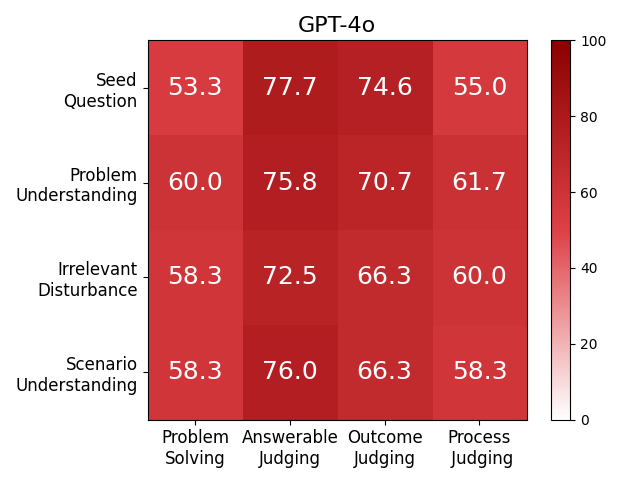 GPT-4o
Seed
Question
53.3 77.7 74.6 55.0
Problem
Understanding
60.0 75.8 70.7 61.7
Irrelevant
Disturbance
58.3 72.5 66.3 60.0
Scenario
Understanding
58.3 76.0 66.3 58.3
Problem
Solving
Answerable
Judging
Outcome
Judging
Process
Judging
100
80
60
40
20
0